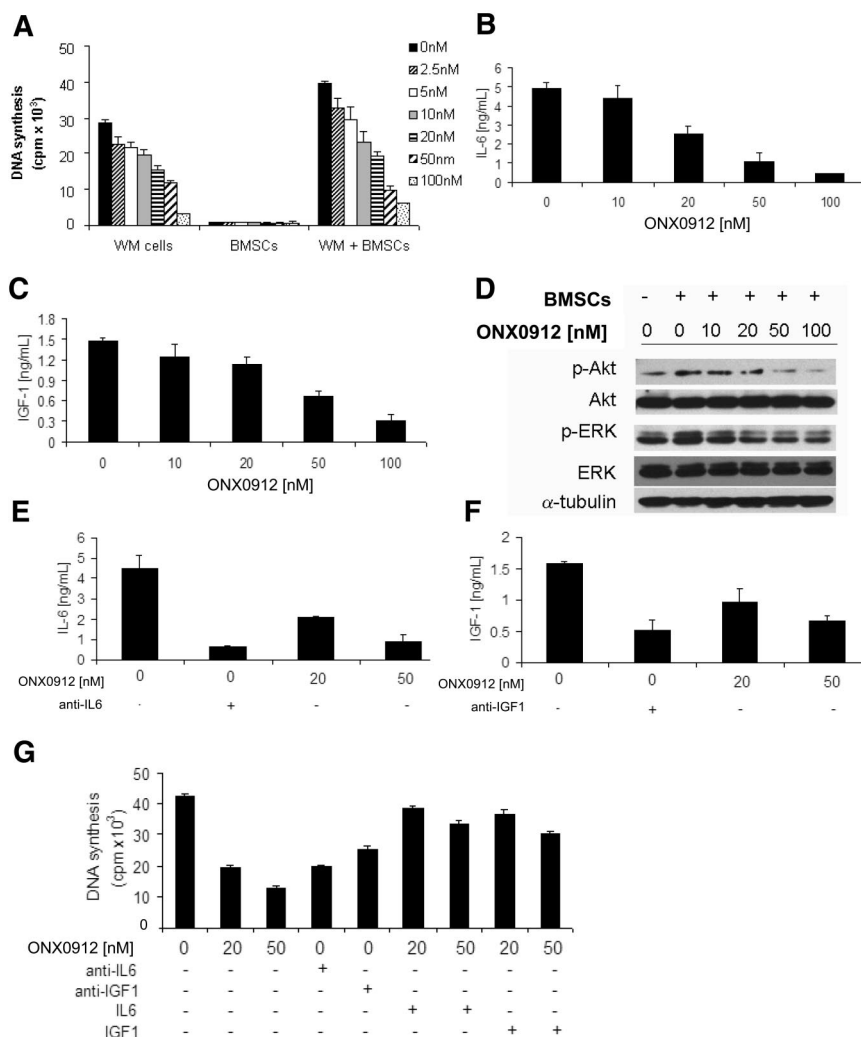 A
DNA synthesis
(cpm x 10³)
50
40
30
20
10
0
WM cells BMSCs WM + BMSCs
0nM
2.5nM
5nM
10nM
20nM
50nm
100nM
B
IL-6 [ng/mL]
6
5
4
3
2
1
0
0 10 20 50 100
ONX0912 [nM]
C
IGF-1 [ng/mL]
1.8
1.5
1.2
0.9
0.6
0.3
0
0 10 20 50 100
ONX0912 [nM]
D
BMSCs - + + + + +
ONX0912 [nM] 0 0 10 20 50 100
p-Akt
Akt
p-ERK
ERK
α-tubulin
E
IL-6 [ng/mL]
6
5
4
3
2
1
0
ONX0912 [nM] 0 0 20 50
anti-IL6 - + - -
F
IGF-1 [ng/mL]
2
1.5
1
0.5
0
ONX0912 [nM] 0 0 20 50
anti-IGF1 - + - -
G
DNA synthesis
(cpm x10³)
50
40
30
20
10
0
ONX0912 [nM] 0 20 50 0 0 20 50 20 50
anti-IL6 - - - + - - - - -
anti-IGF1 - - - - + - - - -
IL6 - - - - - + + - -
IGF1 - - - - - - - + +